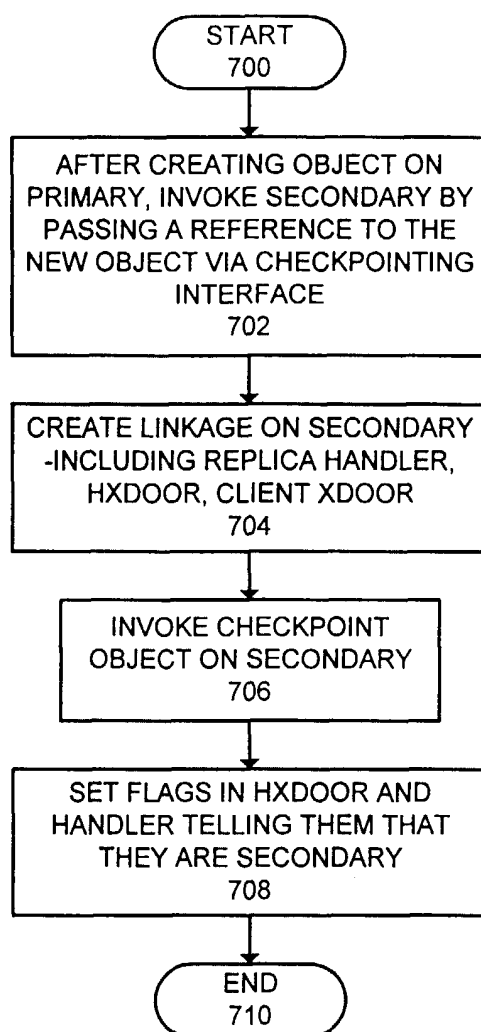 START
700
AFTER CREATING OBJECT ON
PRIMARY, INVOKE SECONDARY BY
PASSING A REFERENCE TO THE
NEW OBJECT VIA CHECKPOINTING
INTERFACE
702
CREATE LINKAGE ON SECONDARY
-INCLUDING REPLICA HANDLER,
HXDOOR, CLIENT XDOOR
704
INVOKE CHECKPOINT
OBJECT ON SECONDARY
706
SET FLAGS IN HXDOOR AND
HANDLER TELLING THEM THAT
THEY ARE SECONDARY
708
END
710